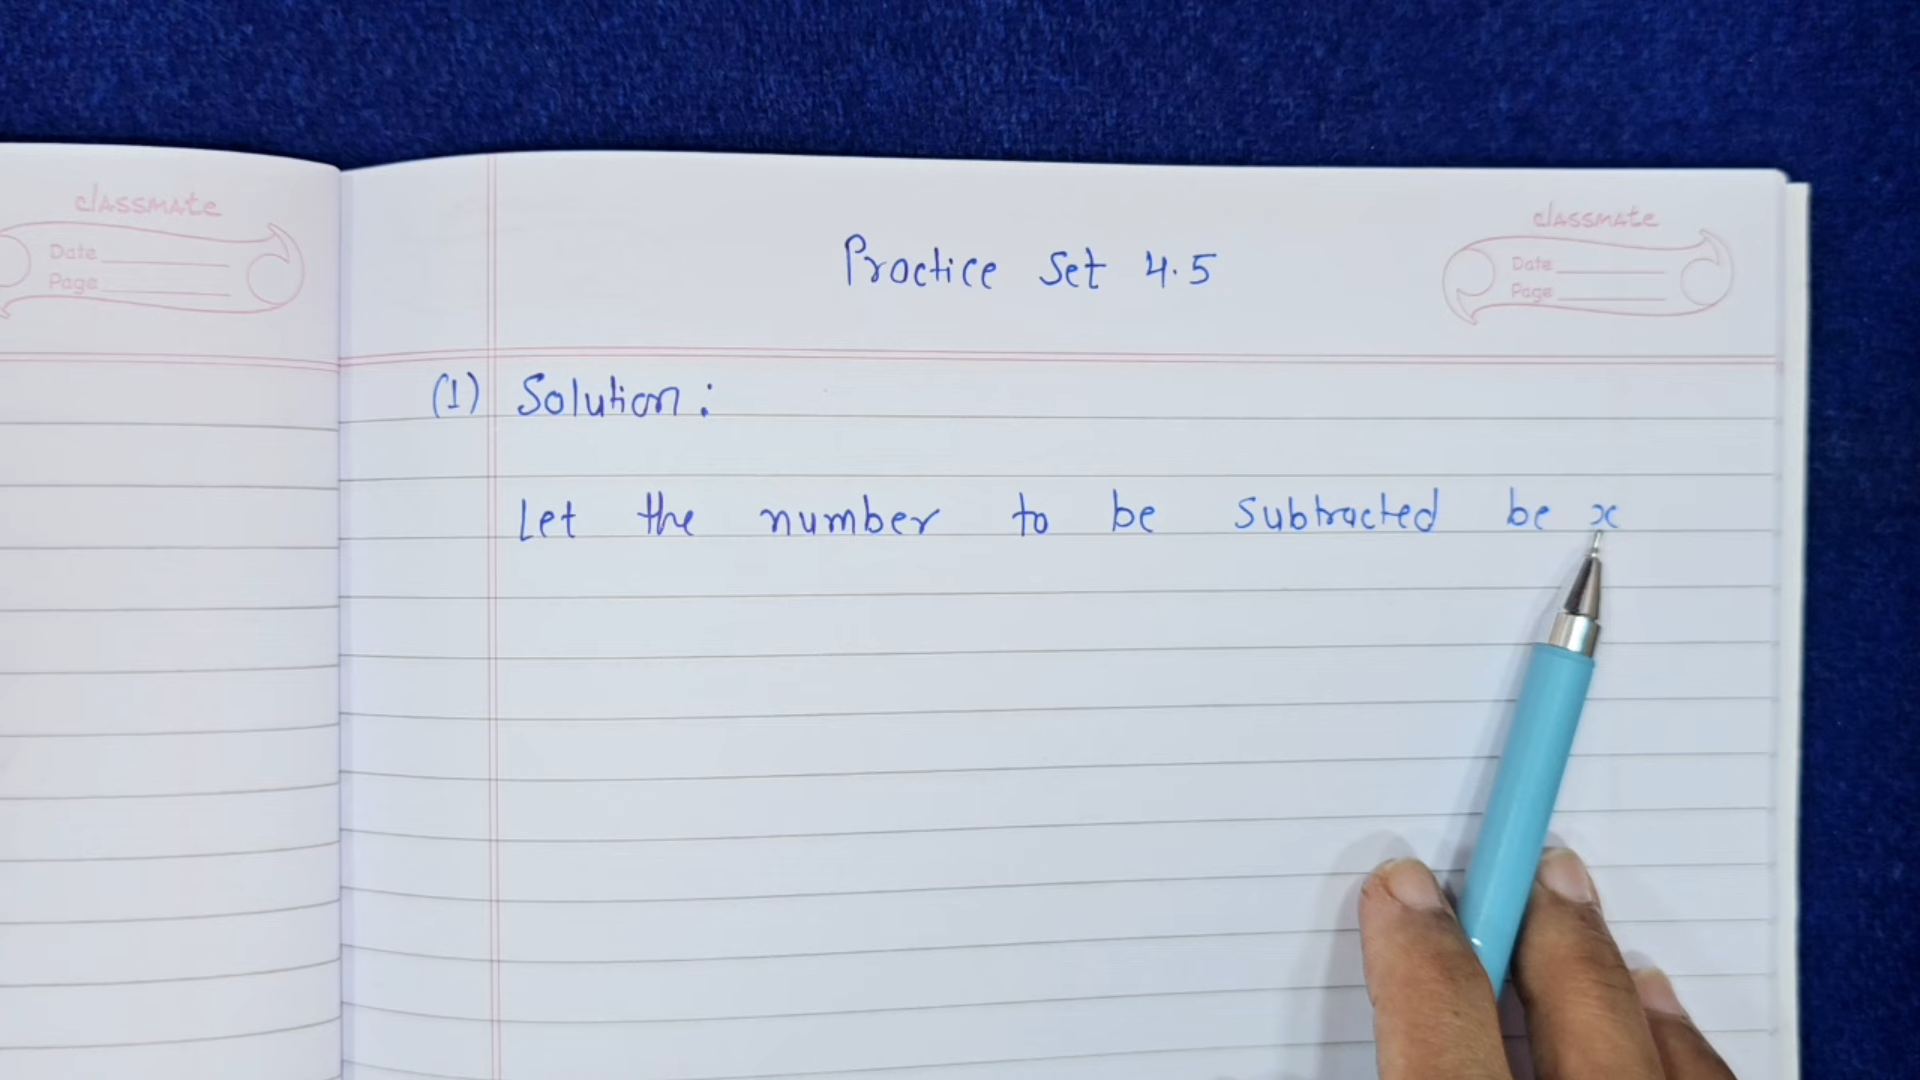 classmate
Date
Page
classmate
Date
Page
Practice Set 4.5
(1) Solution:
Let the number to be subtracted be x